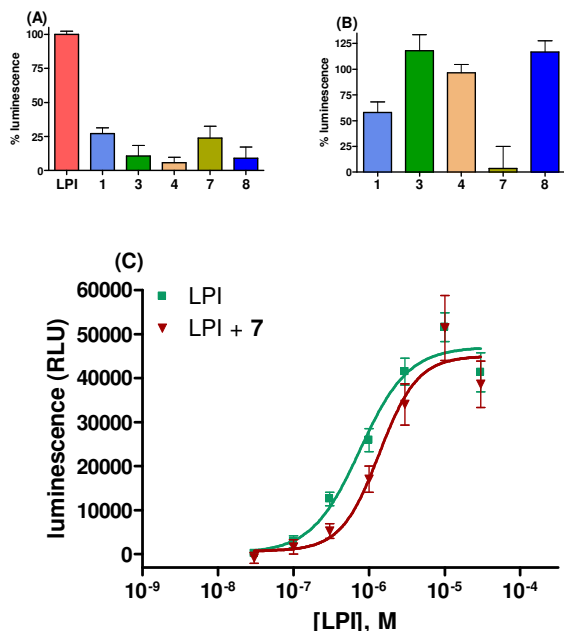 (A)
% luminescence
100
75
50
25
0
LPI 1 3 4 7 8
(B)
% luminescence
125
100
75
50
25
0
1 3 4 7 8
(C)
LPI
LPI + 7
luminescence (RLU)
60000
50000
40000
30000
20000
10000
0
10⁻⁹ 10⁻⁸ 10⁻⁷ 10⁻⁶ 10⁻⁵ 10⁻⁴
[LPI], M